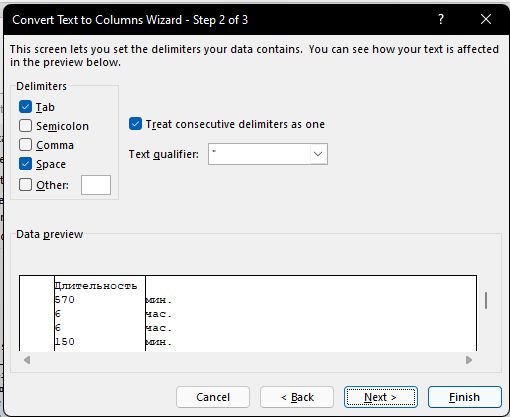 Convert Text to Columns Wizard - Step 2 of 3
? 
This screen lets you set the delimiters your data contains.  You can see how your text is affected
in the preview below.
Delimiters
Tab
Semicolon
Comma
Space
Other:
Treat consecutive delimiters as one
Text qualifier: "
Data preview
Длительность
570 мин.
6 час.
6 час.
150 мин.
Cancel < Back Next > Finish